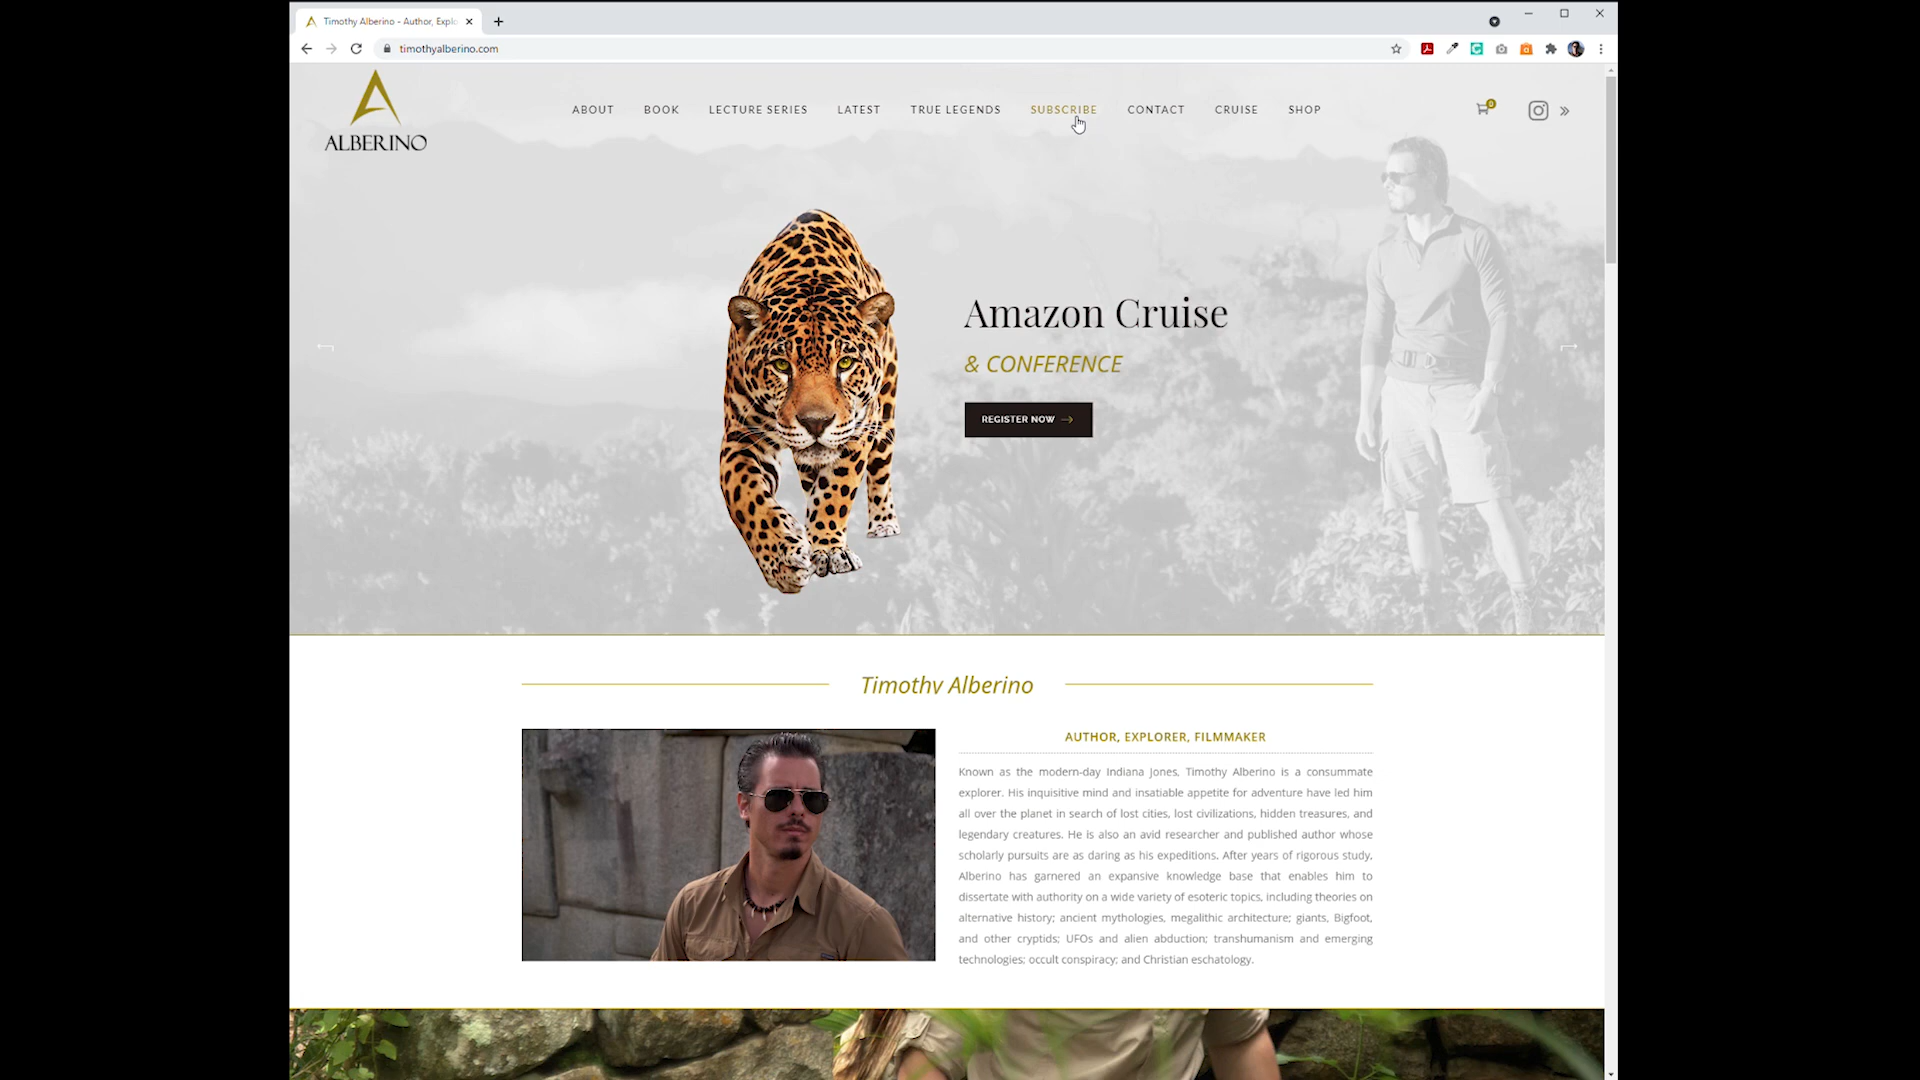 Timothy Alberino - Author, Explo
timothyalberino.com
ALBERINO
ABOUT BOOK LECTURE SERIES LATEST TRUE LEGENDS SUBSCRIBE CONTACT CRUISE SHOP
0
Amazon Cruise
& CONFERENCE
REGISTER NOW
Timothy Alberino
AUTHOR, EXPLORER, FILMMAKER
Known as the modern-day Indiana Jones, Timothy Alberino is a consummate
explorer. His inquisitive mind and insatiable appetite for adventure have led him
all over the planet in search of lost cities, lost civilizations, hidden treasures, and
legendary creatures. He is also an avid researcher and published author whose
scholarly pursuits are as daring as his expeditions. After years of rigorous study,
Alberino has garnered an expansive knowledge base that enables him to
dissertate with authority on a wide variety of esoteric topics, including theories on
alternative history; ancient mythologies, megalithic architecture; giants, Bigfoot,
and other cryptids; UFOs and alien abduction; transhumanism and emerging
technologies; occult conspiracy; and Christian eschatology.